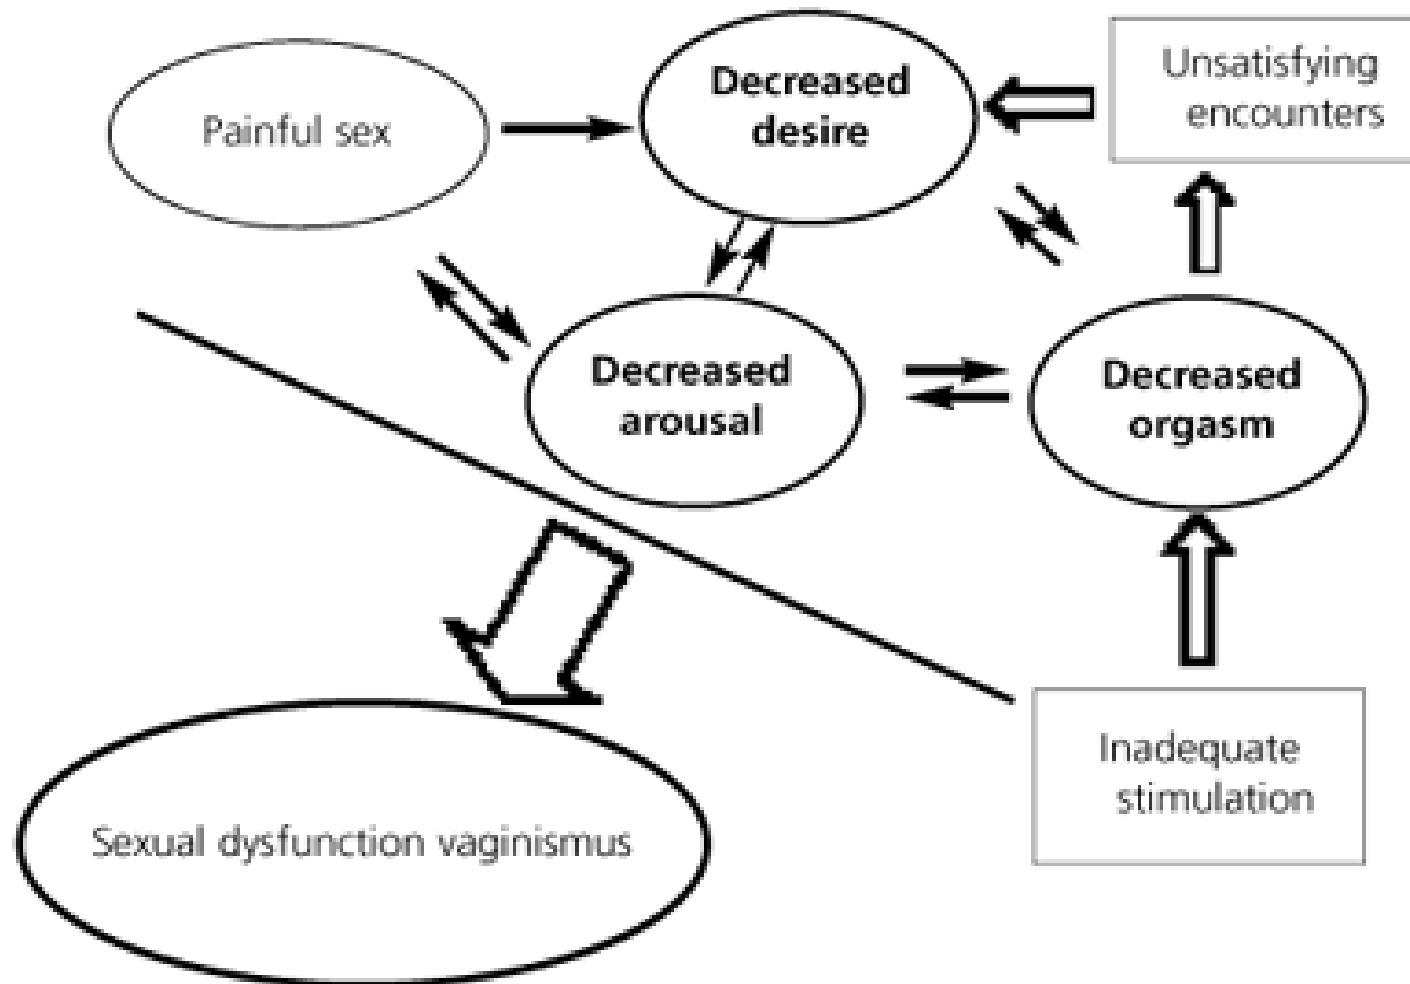 Painful sex
Decreased
desire
Unsatisfying
encounters
Decreased
arousal
Decreased
orgasm
Sexual dysfunction vaginismus
Inadequate
stimulation